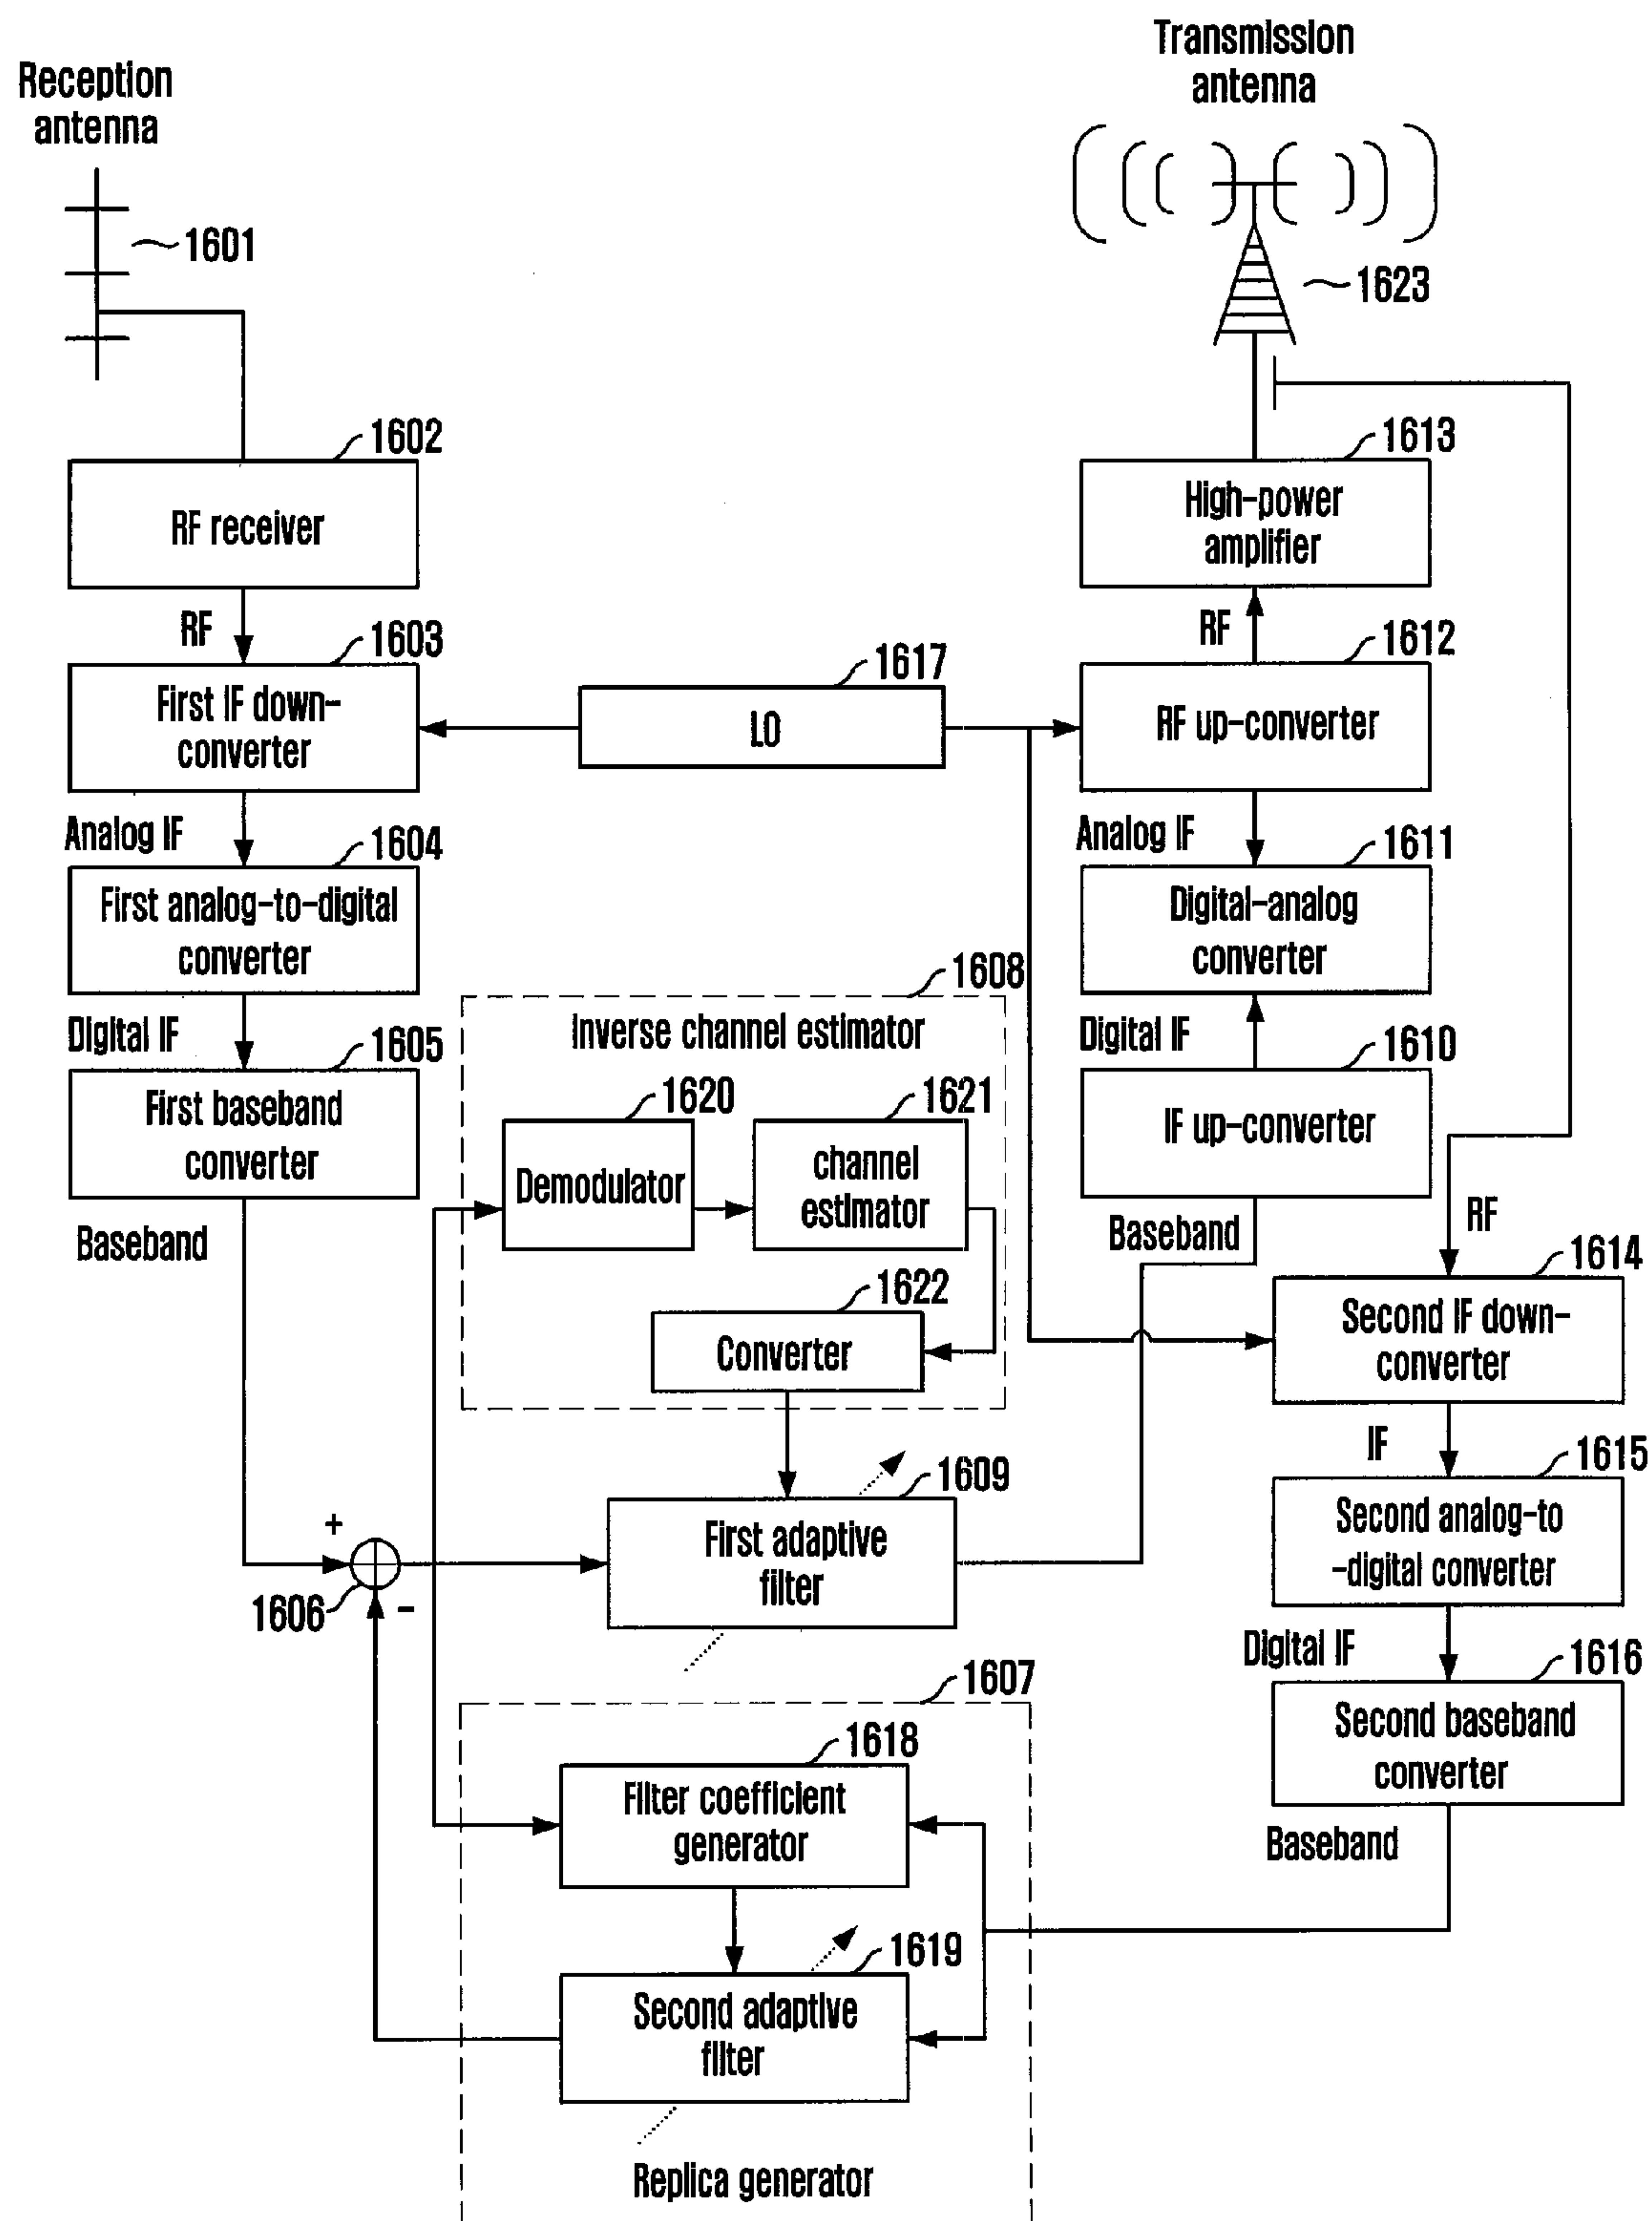 Transmission
antenna
Reception
antenna
1601
1623
1602
RF receiver
1613
High-power
amplifier
RF
RF
1603
First IF down-
converter
1617
LO
1612
RF up-converter
Analog IF
Analog IF
1604
First analog-to-digital
converter
1611
Digital-analog
converter
1608
Digital IF
Inverse channel estimator
Digital IF
1605
First baseband
converter
1610
IF up-converter
1620
Demodulator
1621
channel
estimator
Baseband
Baseband
RF
1622
Converter
1614
Second IF down-
converter
IF
1609
First adaptive
filter
1615
Second analog-to
-digital converter
+
1606
-
Digital IF
1607
1616
Second baseband
converter
1618
Filter coefficient
generator
Baseband
1619
Second adaptive
filter
Replica generator